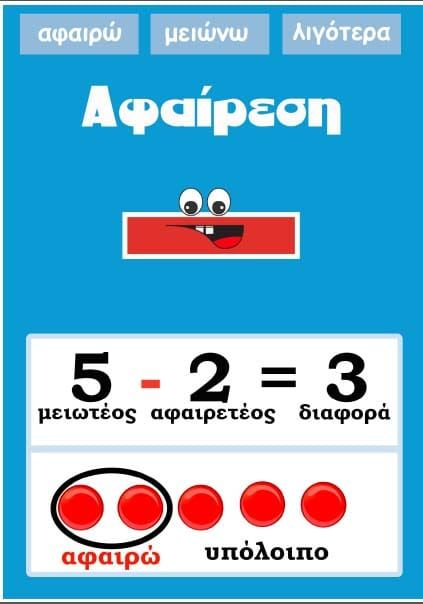 αφαιρώ μειώνω λιγότερα
Αφαίρεση
5 - 2 = 3
μειωτέος αφαιρετέος διαφορά
αφαιρώ υπόλοιπο